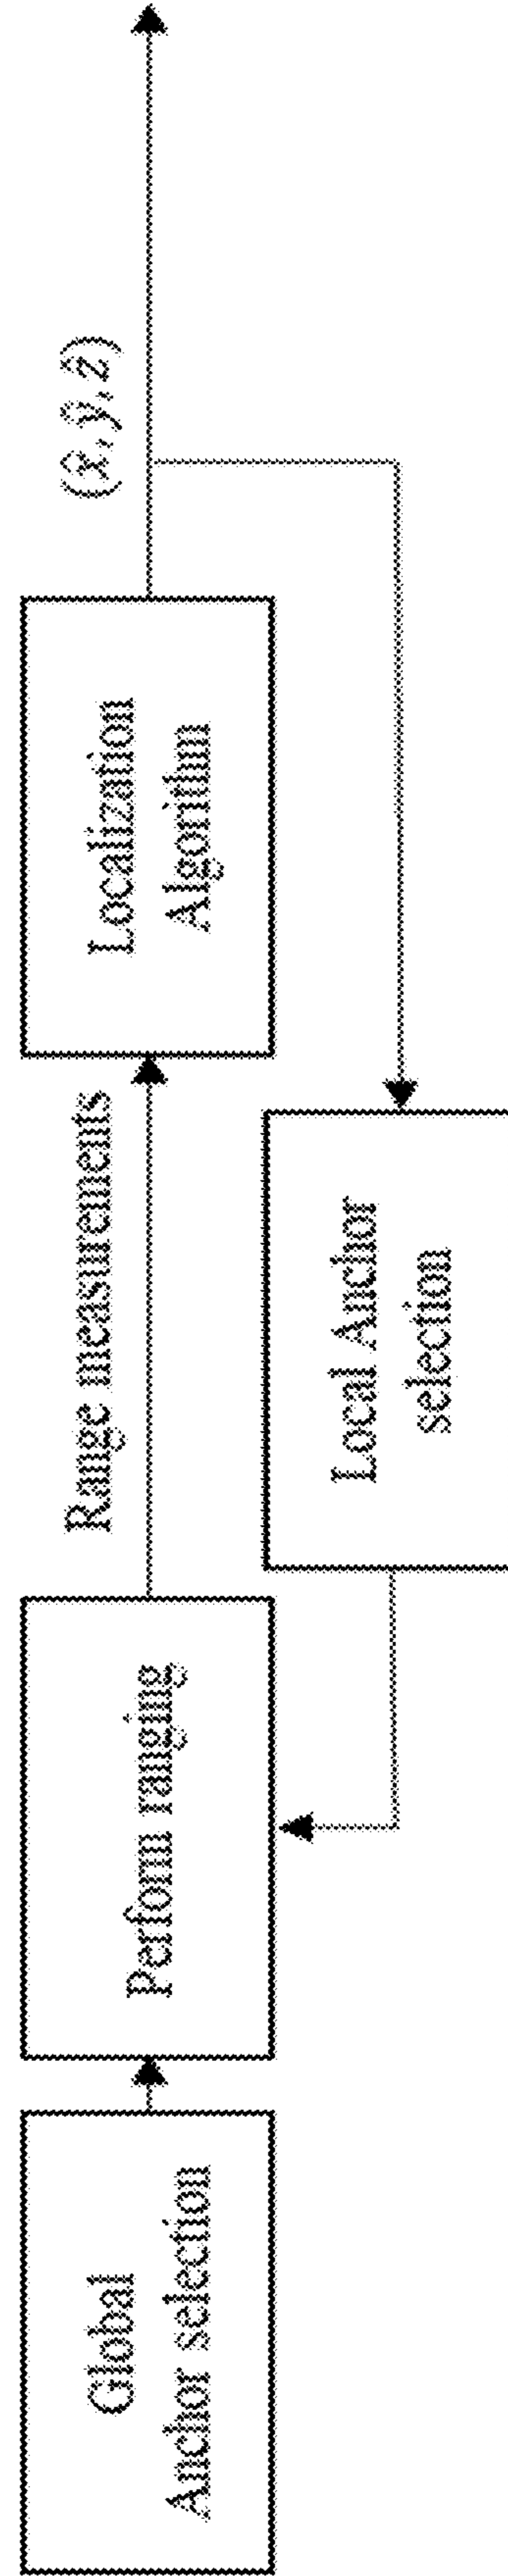 Global
Anchor selection
Perform ranging
Range measurements
Localization
Algorithm
(x̂, ŷ, ẑ)
Local Anchor
selection